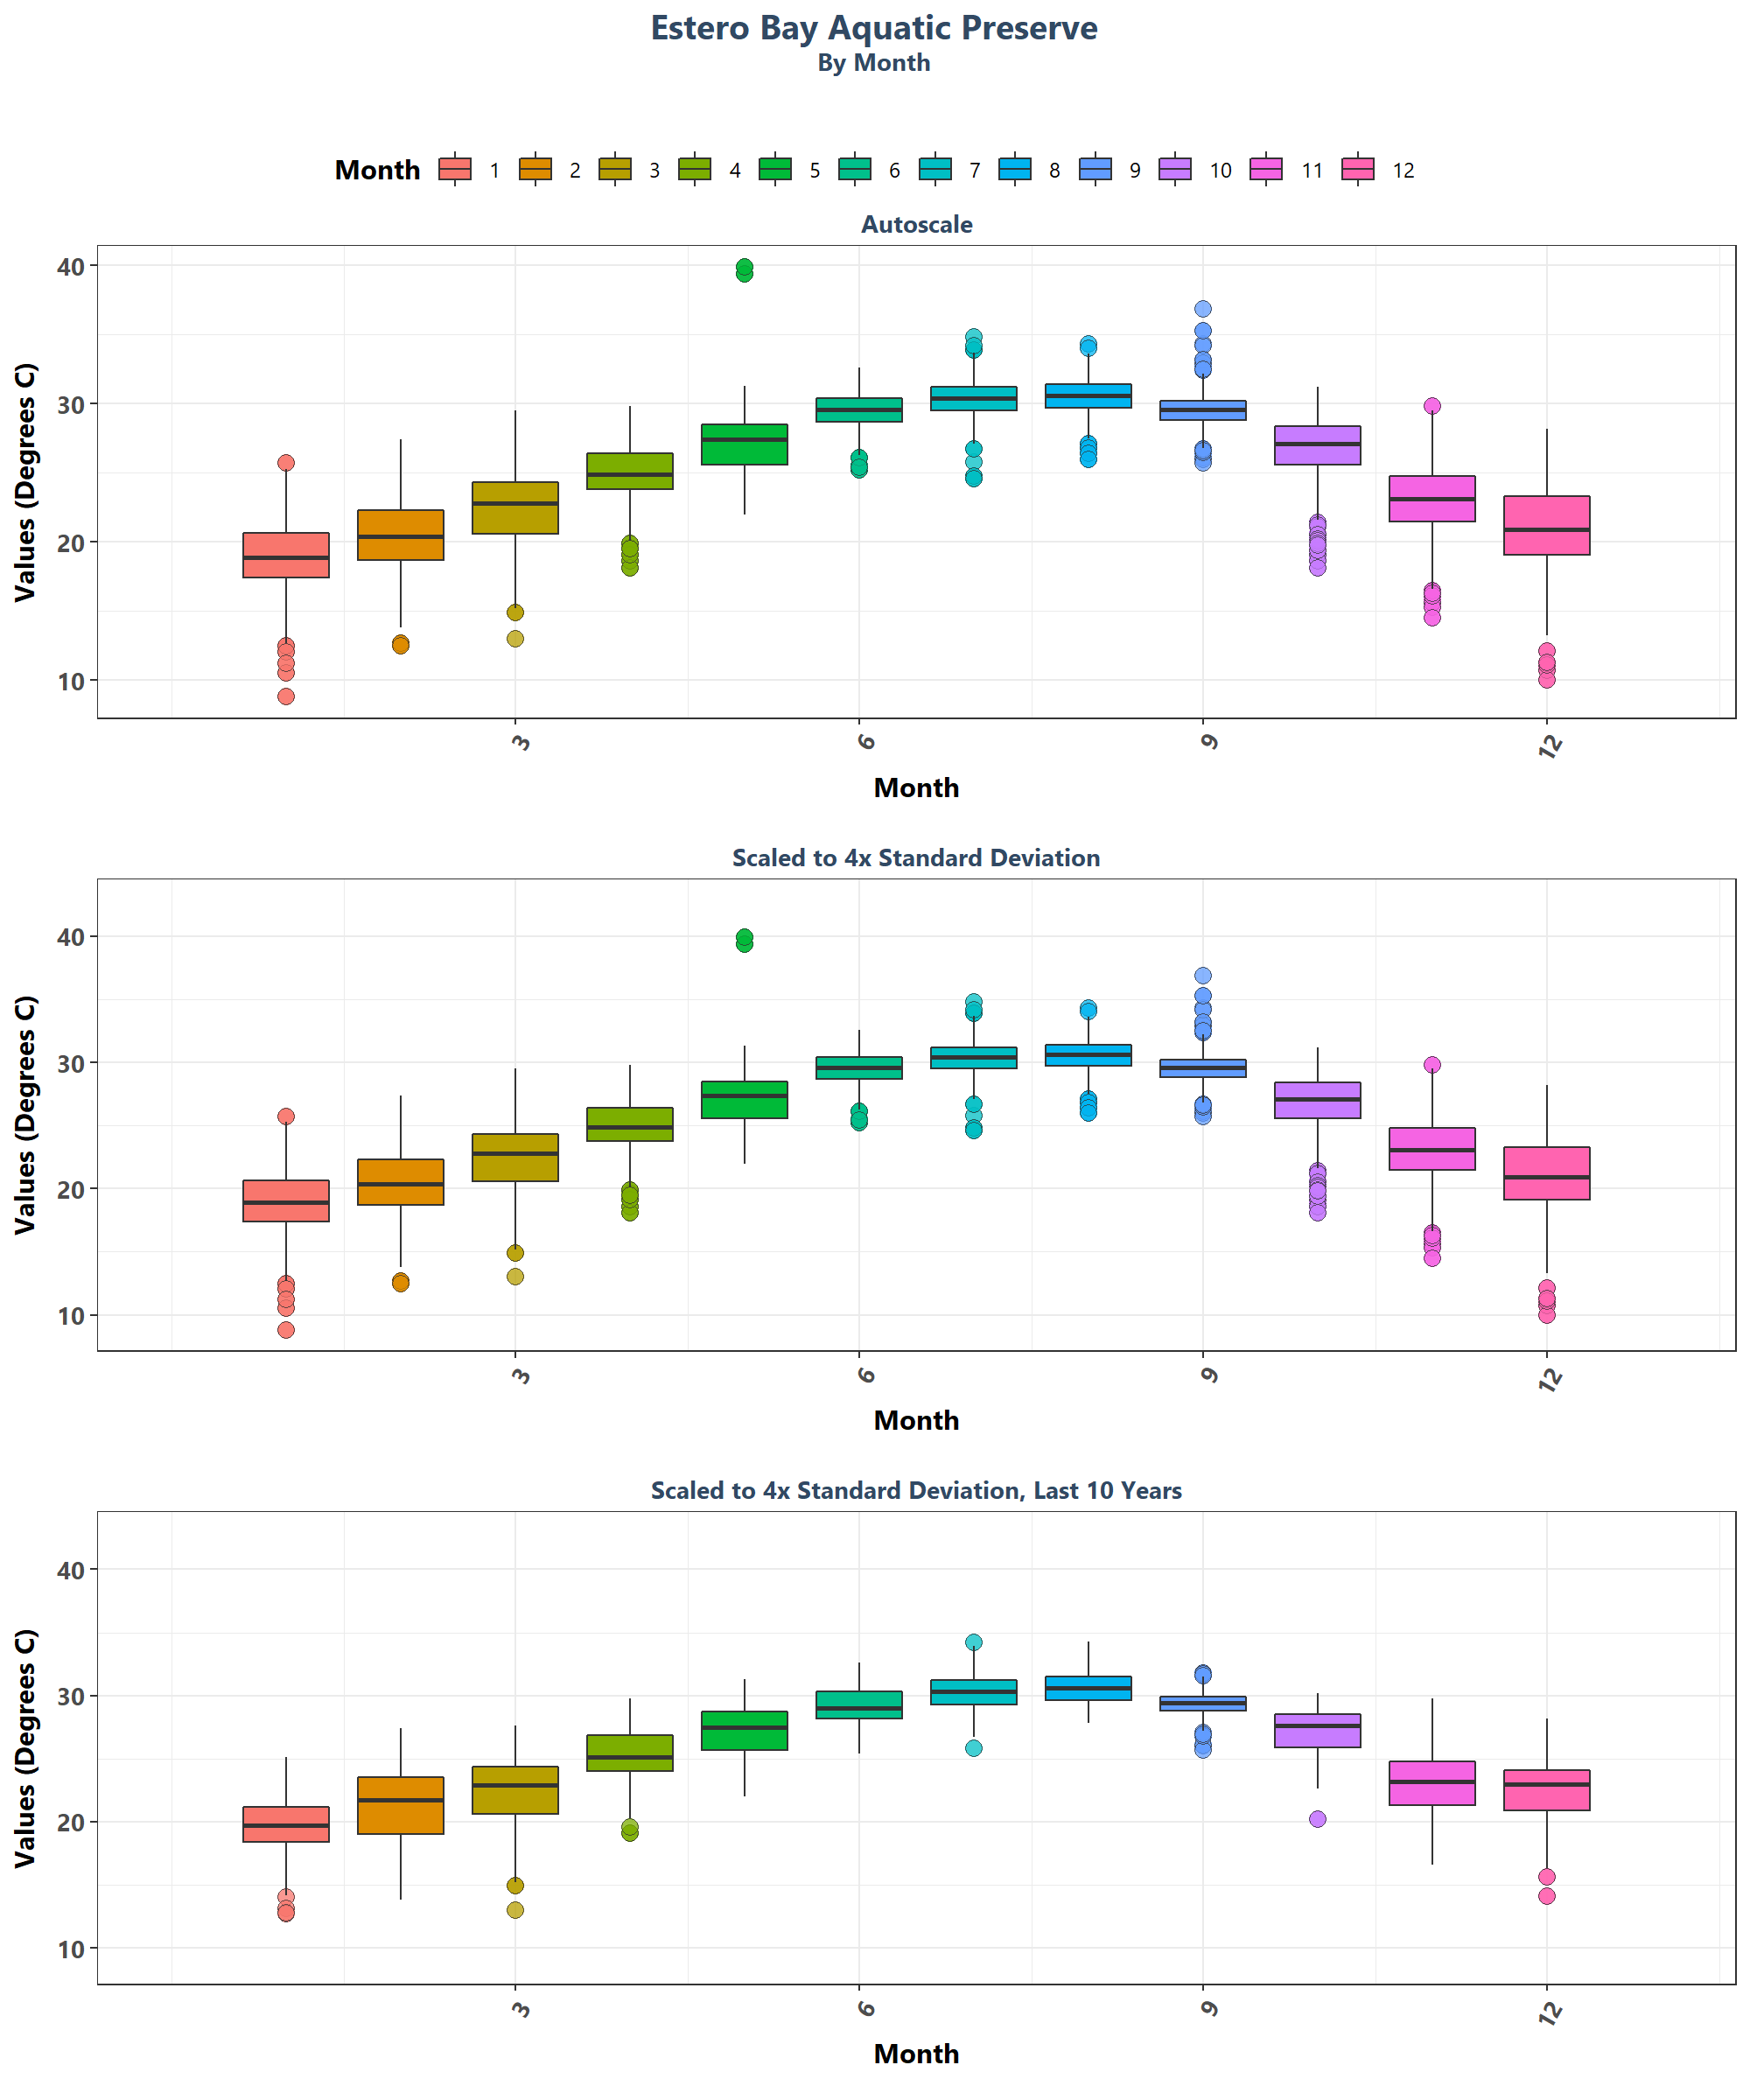 Estero Bay Aquatic Preserve
By Month
Month 1 2 3 4 5 6 7 8 9 10 11 12
Autoscale
Values (Degrees C)
40
30
20
10
3 6 9 12
Month
Scaled to 4x Standard Deviation
Values (Degrees C)
40
30
20
10
3 6 9 12
Month
Scaled to 4x Standard Deviation, Last 10 Years
Values (Degrees C)
40
30
20
10
3 6 9 12
Month